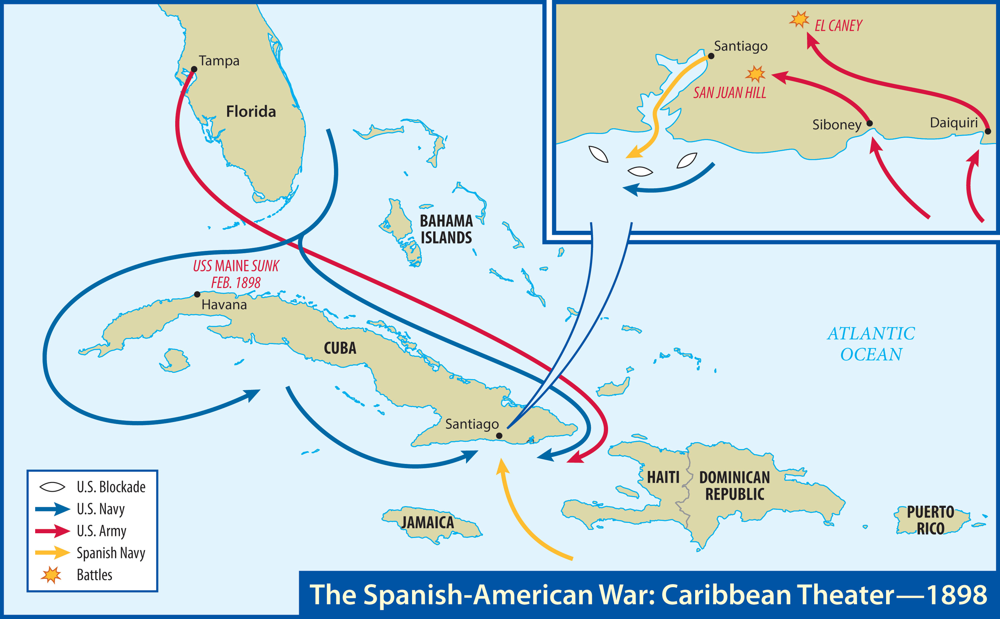 Tampa
Florida
BAHAMA
ISLANDS
USS MAINE SUNK
FEB. 1898
Havana
CUBA
Santiago
ATLANTIC
OCEAN
HAITI
DOMINICAN
REPUBLIC
JAMAICA
PUERTO
RICO
EL CANEY
Santiago
SAN JUAN HILL
Siboney
Daiquiri
U.S. Blockade
U.S. Navy
U.S. Army
Spanish Navy
Battles
The Spanish-American War: Caribbean Theater—1898